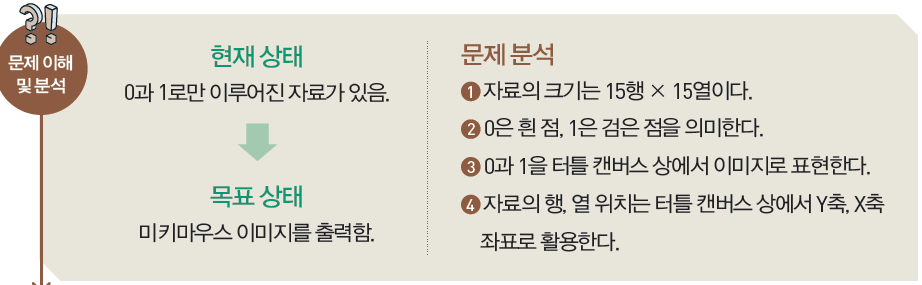 ?!
문제 이해
및 분석
현재 상태
0과 1로만 이루어진 자료가 있음.
목표 상태
미키마우스 이미지를 출력함.
문제 분석
❶ 자료의 크기는 15행 × 15열이다.
❷ 0은 흰 점, 1은 검은 점을 의미한다.
❸ 0과 1을 터틀 캔버스 상에서 이미지로 표현한다.
❹ 자료의 행, 열 위치는 터틀 캔버스 상에서 Y축, X축
좌표로 활용한다.